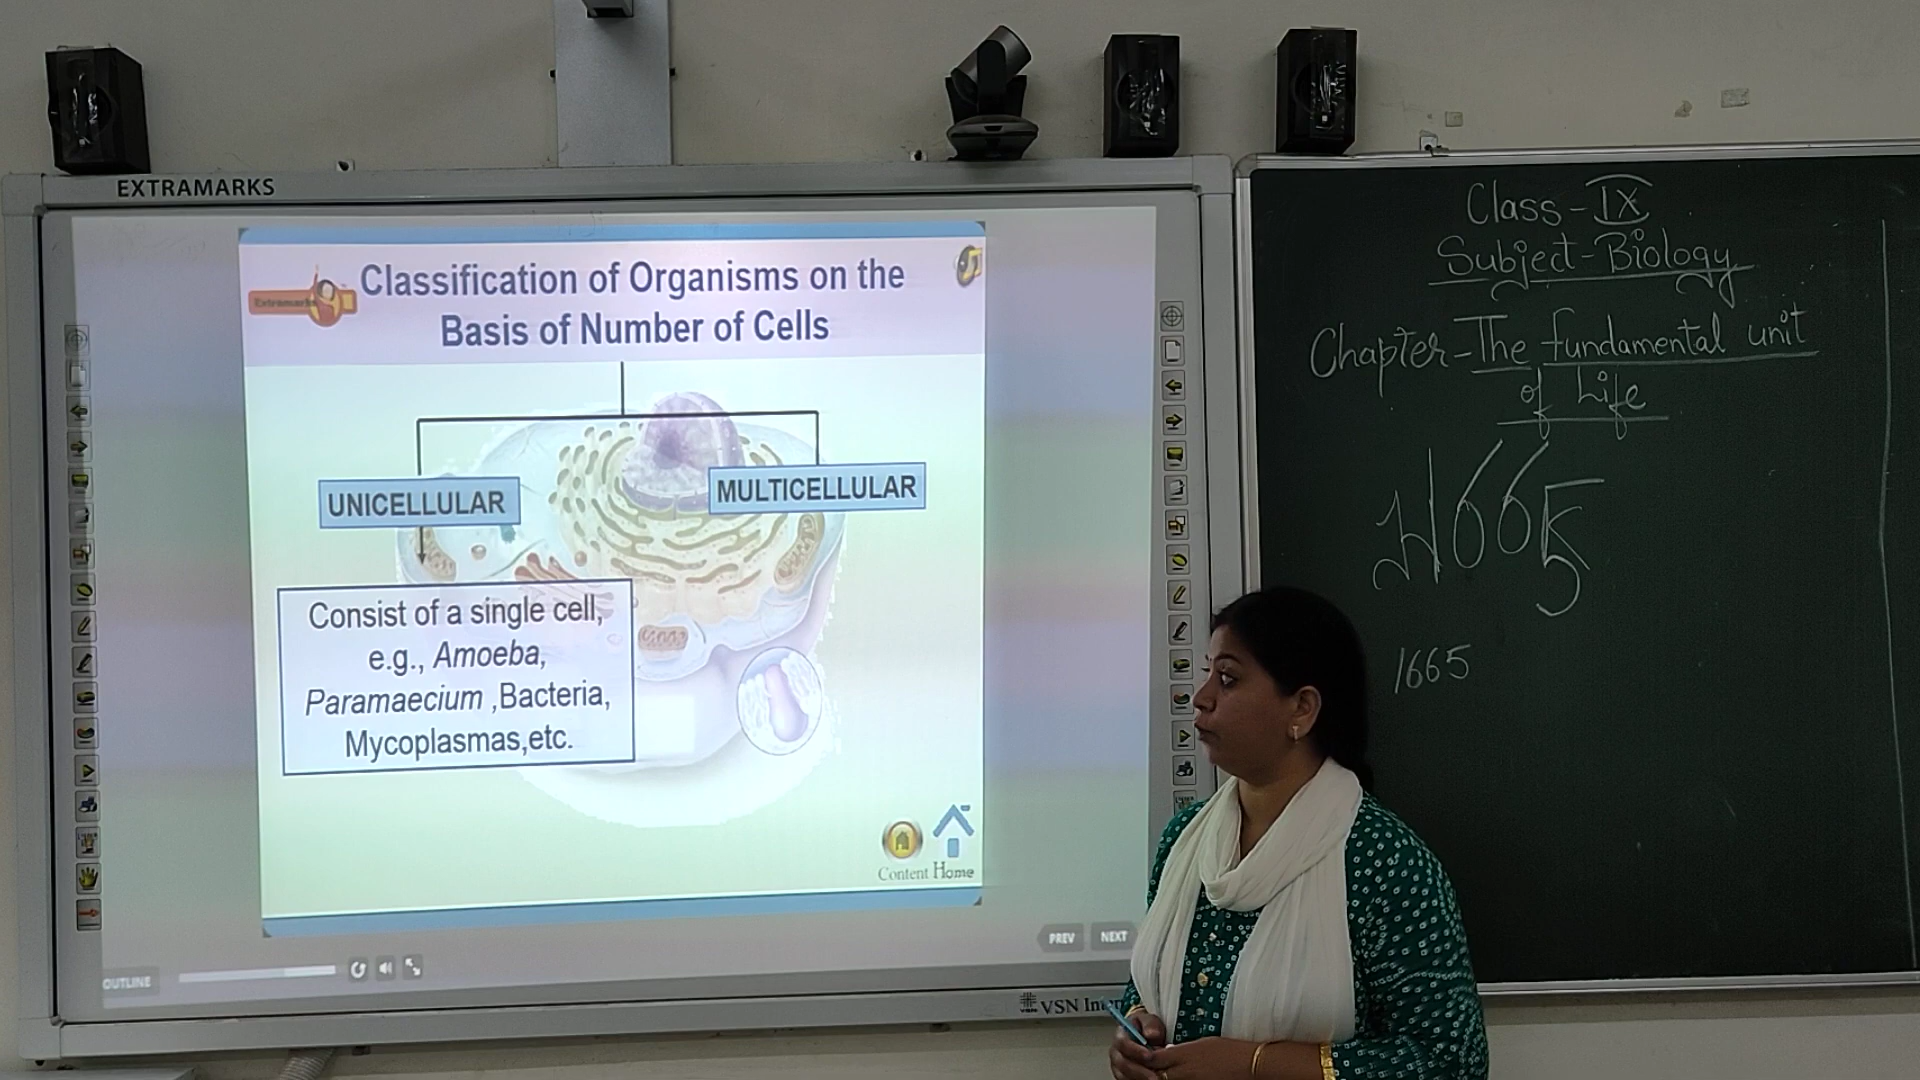 EXTRAMARKS
Extramarks
Classification of Organisms on the
Basis of Number of Cells
UNICELLULAR
MULTICELLULAR
Consist of a single cell,
e.g., Amoeba,
Paramaecium ,Bacteria,
Mycoplasmas,etc.
Content Home
PREV NEXT
OUTLINE
VSN
Class - IX
Subject - Biology
Chapter - The fundamental unit
of Life
1665